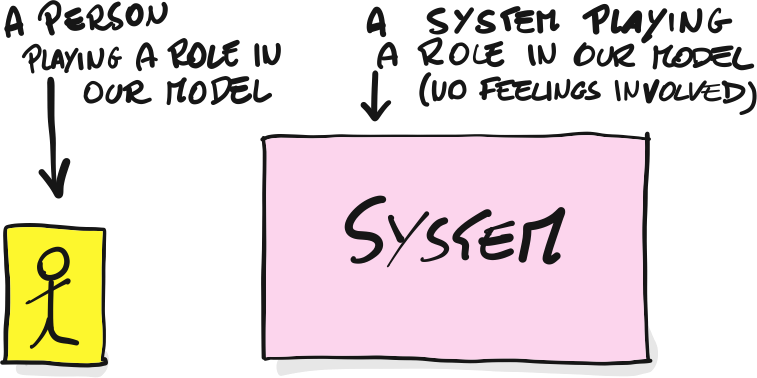 A PERSON
PLAYING A ROLE IN
OUR MODEL
A SYSTEM PLAYING
A ROLE IN OUR MODEL
(NO FEELINGS INVOLVED)
SYSTEM